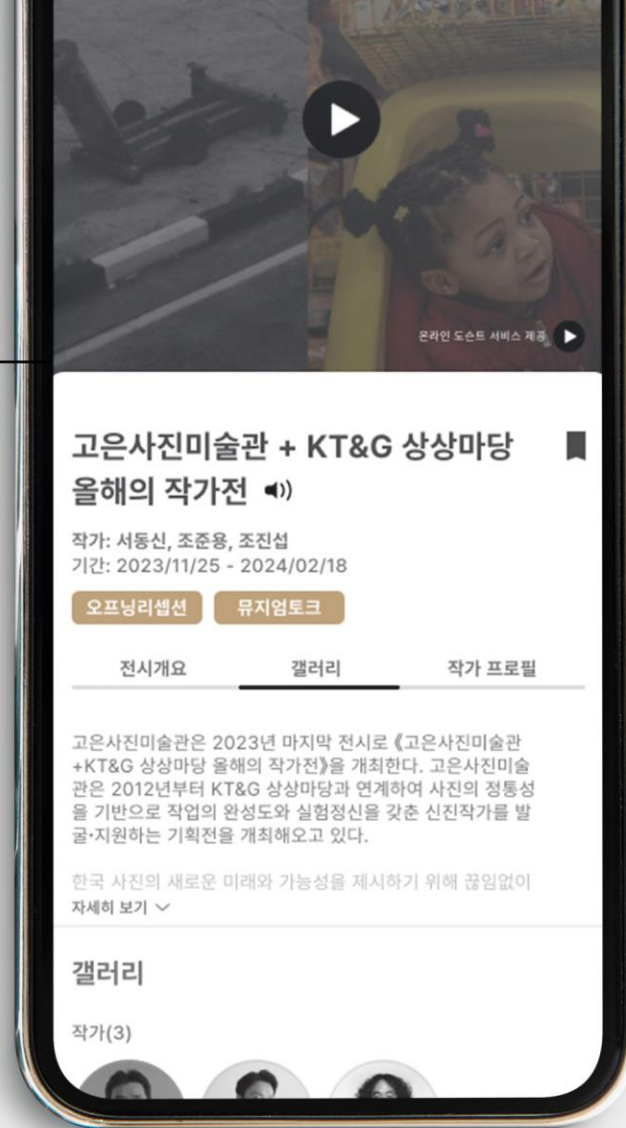 온라인 도슨트 서비스 제공
고은사진미술관 + KT&G 상상마당
올해의 작가전
작가: 서동신, 조준용, 조진섭
기간: 2023/11/25 - 2024/02/18
오프닝리셉션 뮤지엄토크
전시개요 갤러리 작가 프로필
고은사진미술관은 2023년 마지막 전시로 《고은사진미술관
+KT&G 상상마당 올해의 작가전》을 개최한다. 고은사진미술
관은 2012년부터 KT&G 상상마당과 연계하여 사진의 정통성
을 기반으로 작업의 완성도와 실험정신을 갖춘 신진작가를 발
굴·지원하는 기획전을 개최해오고 있다.
한국 사진의 새로운 미래와 가능성을 제시하기 위해 끊임없이
자세히 보기
갤러리
작가(3)